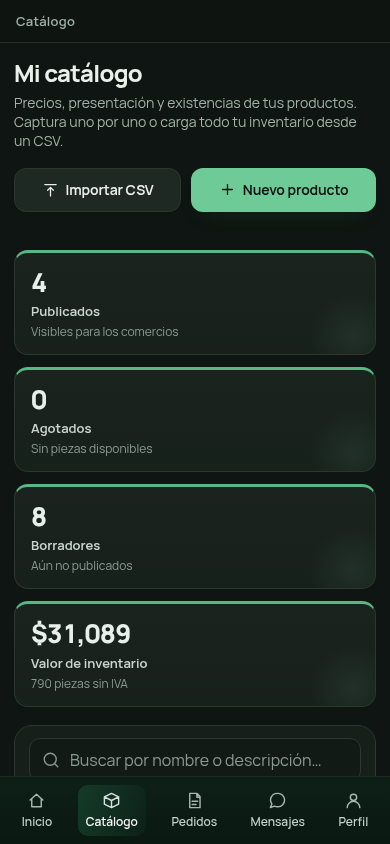 Catálogo
Mi catálogo
Precios, presentación y existencias de tus productos.
Captura uno por uno o carga todo tu inventario desde
un CSV.
Importar CSV
Nuevo producto
4
Publicados
Visibles para los comercios
0
Agotados
Sin piezas disponibles
8
Borradores
Aún no publicados
$31,089
Valor de inventario
790 piezas sin IVA
Buscar por nombre o descripción...
Inicio
Catálogo
Pedidos
Mensajes
Perfil